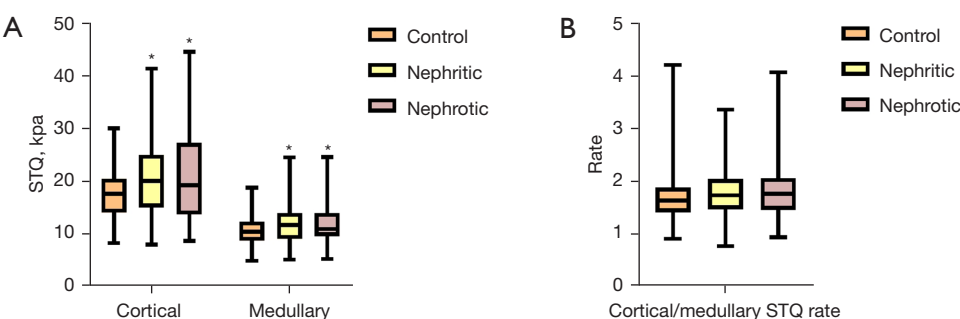 A
STQ, kpa
50
40
30
20
10
0
* * * *
Cortical Medullary
Control
Nephritic
Nephrotic
B
Rate
5
4
3
2
1
0
Cortical/medullary STQ rate
Control
Nephritic
Nephrotic